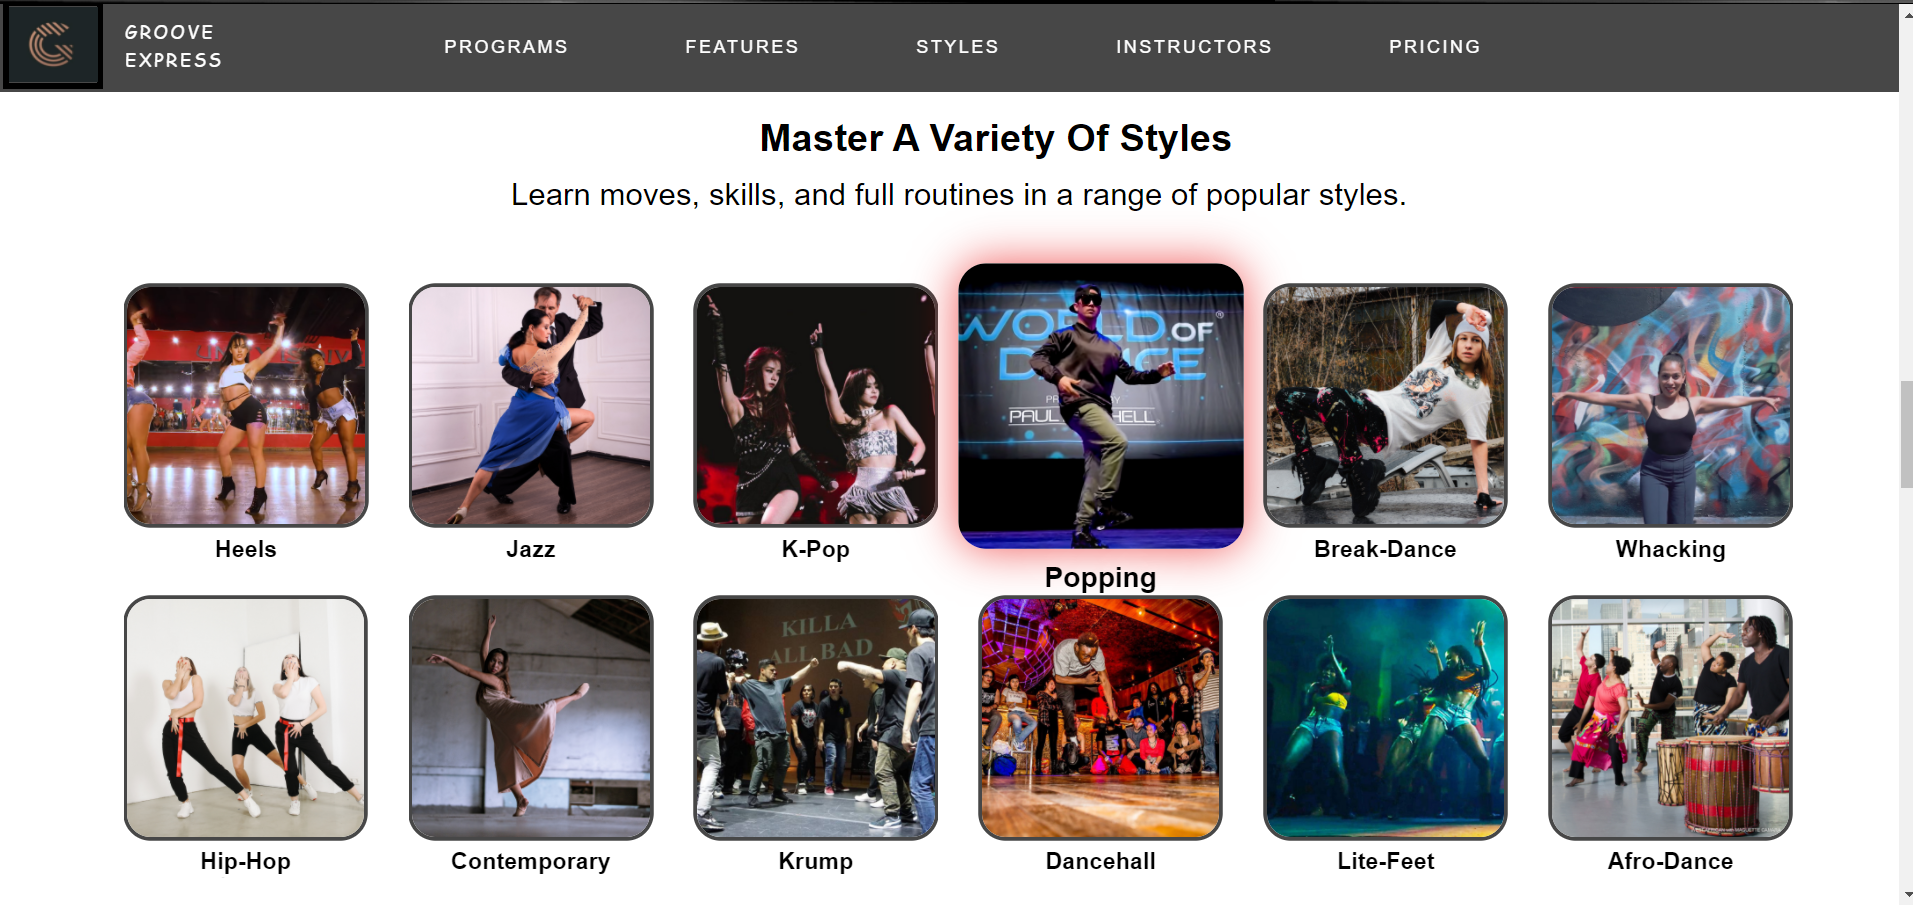 GROOVE
EXPRESS
PROGRAMS
FEATURES
STYLES
INSTRUCTORS
PRICING
Master A Variety Of Styles
Learn moves, skills, and full routines in a range of popular styles.
WORLD OF
DANCE
PAUL HELL
Heels
Jazz
K-Pop
Popping
Break-Dance
Whacking
KILLA
ALL BAD
Hip-Hop
Contemporary
Krump
Dancehall
Lite-Feet
Afro-Dance